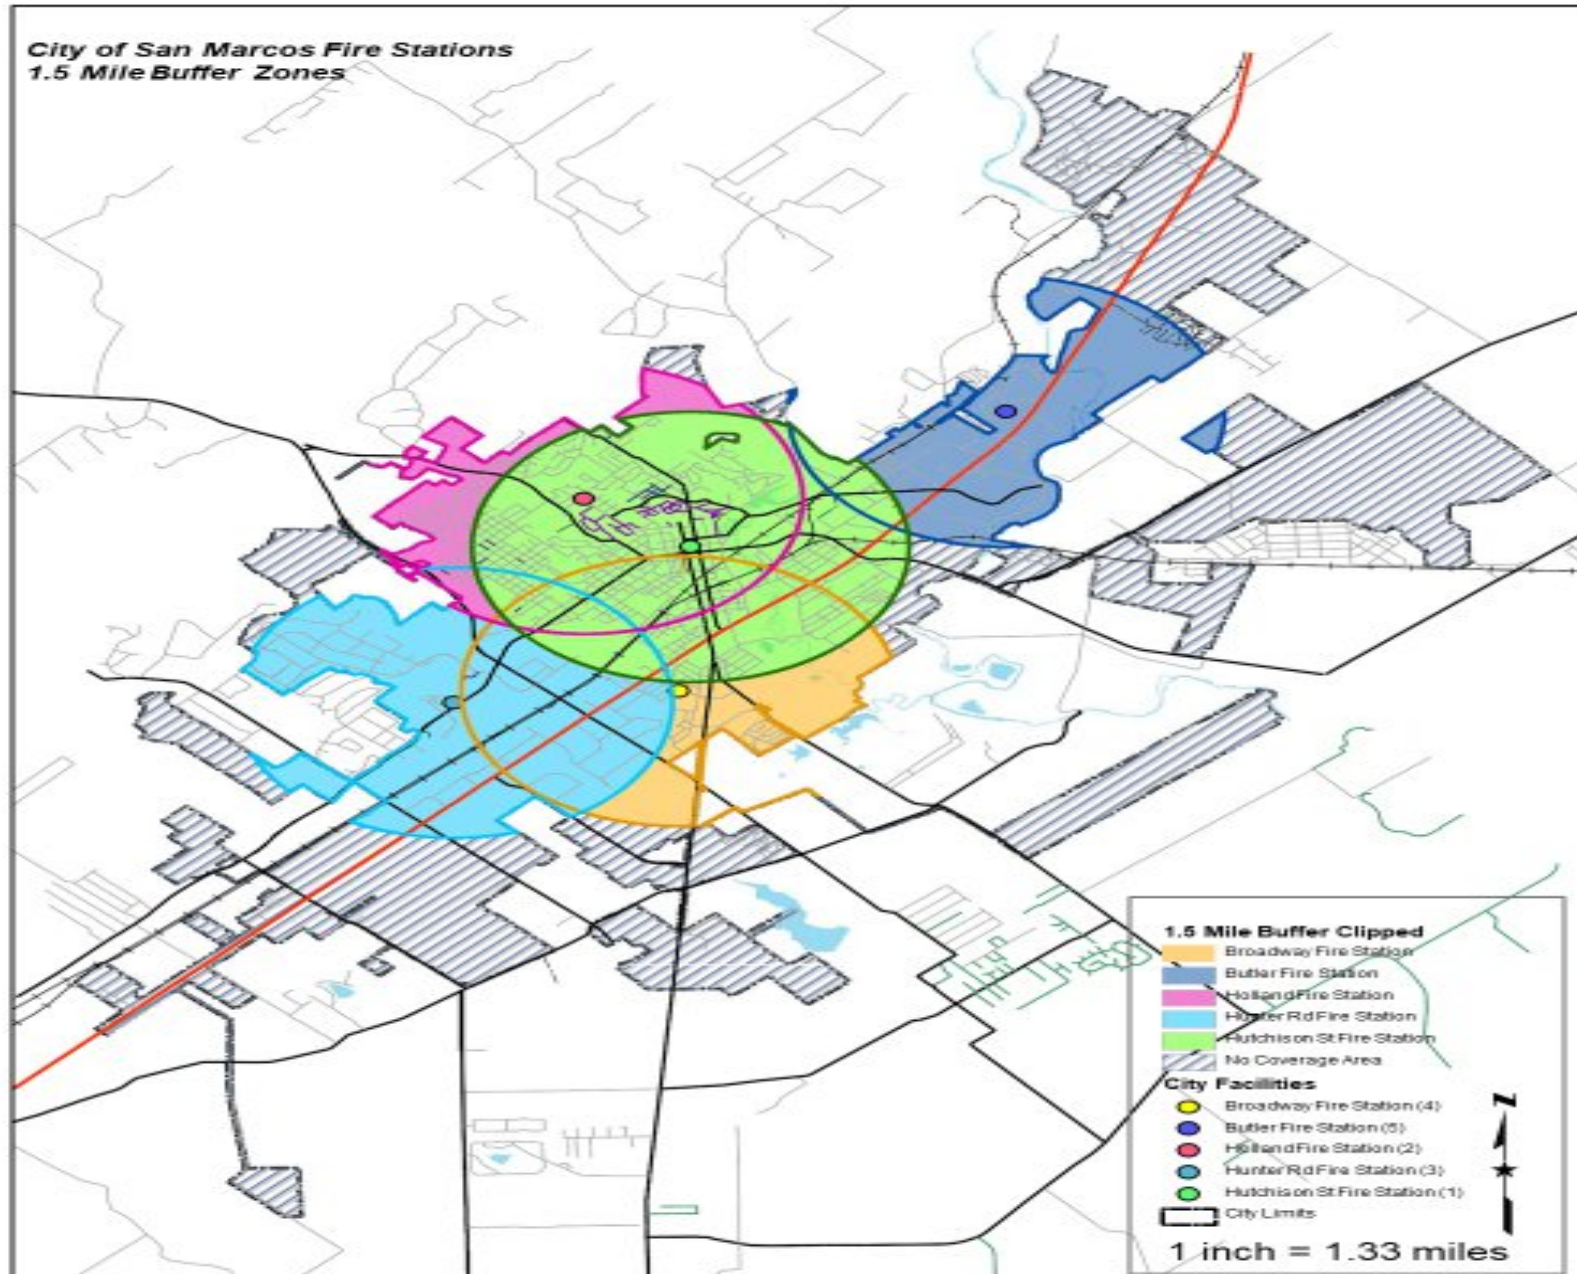 City of San Marcos Fire Stations
1.5 Mile Buffer Zones
1.5 Mile Buffer Clipped
Broadway Fire Station
Butler Fire Station
Holland Fire Station
Hunter Rd Fire Station
Hutchison St Fire Station
No Coverage Area
City Facilities
Broadway Fire Station (4)
Butler Fire Station (5)
Holland Fire Station (2)
Hunter Rd Fire Station (3)
Hutchison St Fire Station (1)
City Limits
N
1 inch = 1.33 miles